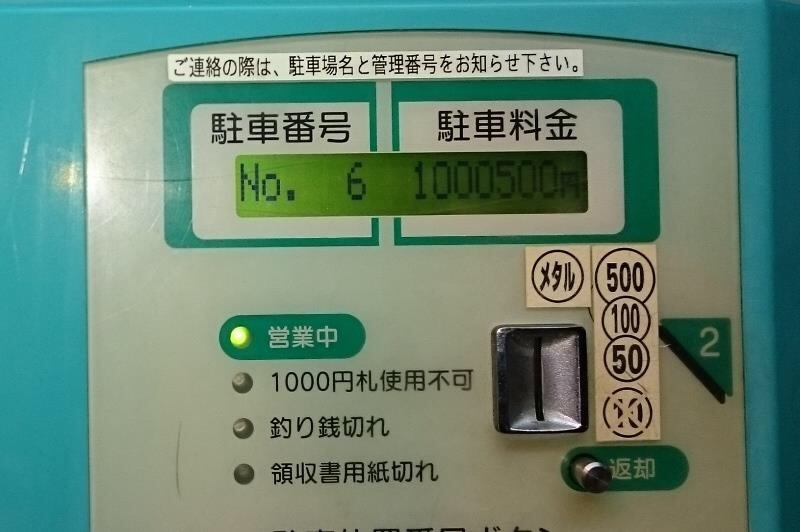 ご連絡の際は、駐車場名と管理番号をお知らせ下さい。
駐車番号 駐車料金
No. 6 1000500円
メタル 500
100
50
10
2
営業中
1000円札使用不可
釣り銭切れ
返却
領収書用紙切れ